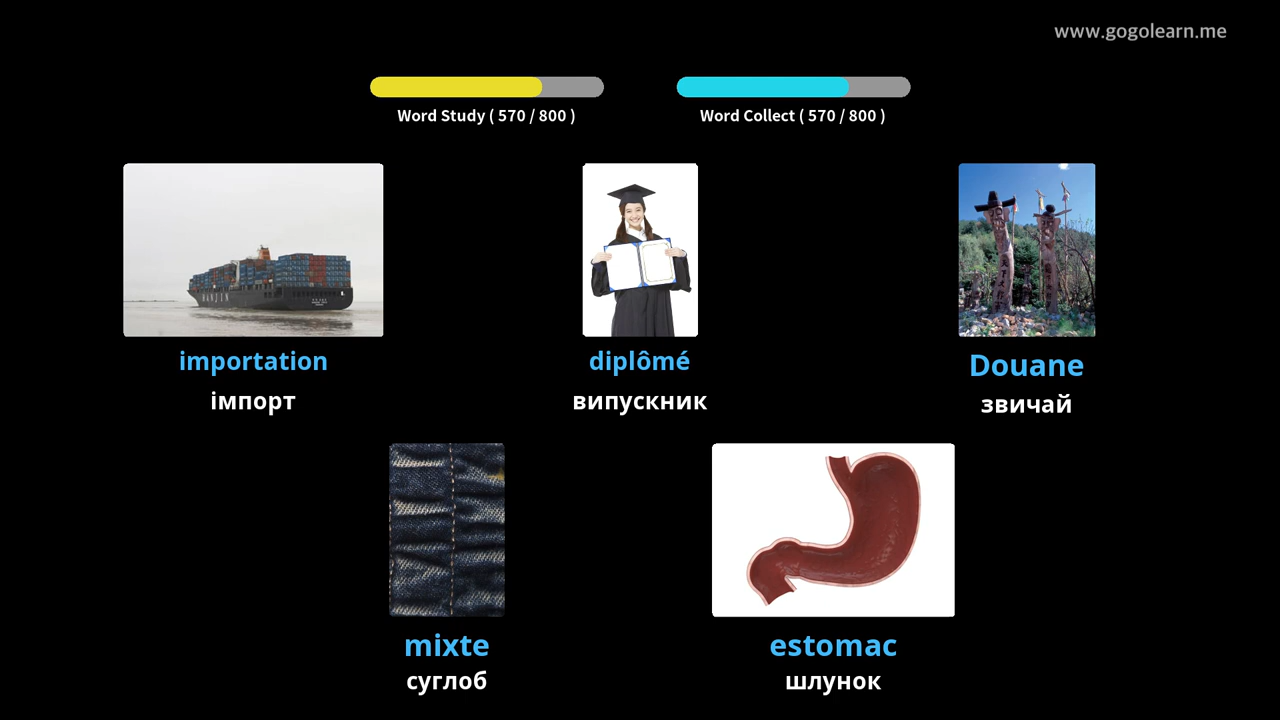 www.gogolearn.me
Word Study ( 570 / 800 )
Word Collect ( 570 / 800 )
importation
імпорт
diplômé
випускник
Douane
звичай
mixte
суглоб
estomac
шлунок